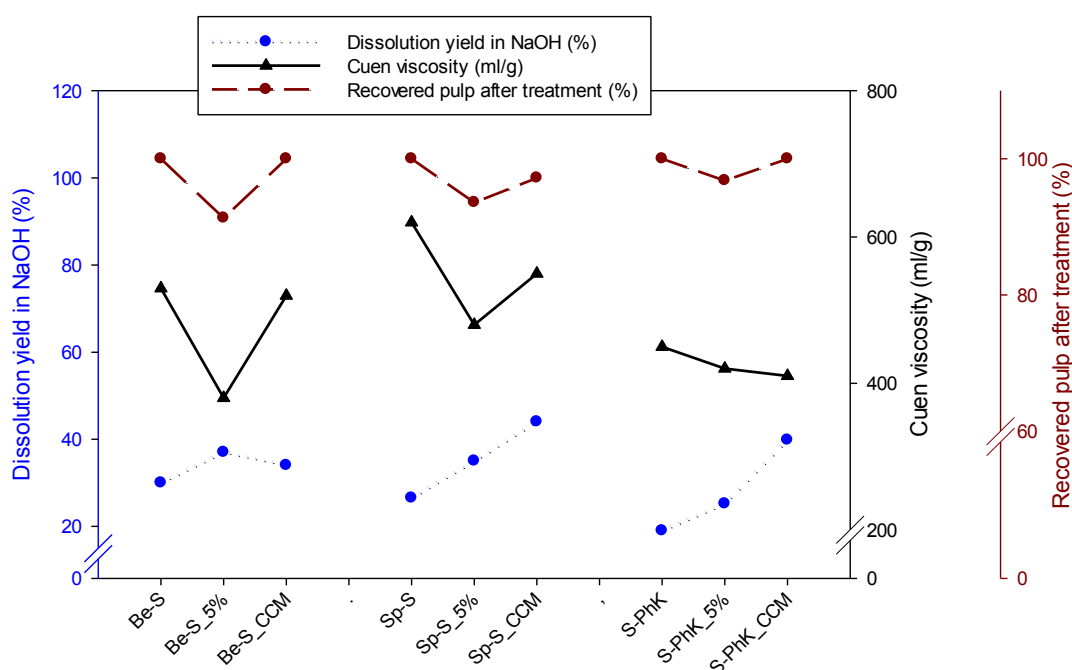 Dissolution yield in NaOH (%)
Cuen viscosity (ml/g)
Recovered pulp after treatment (%)
120
100
80
60
40
20
0
Dissolution yield in NaOH (%)
800
600
400
200
0
Cuen viscosity (ml/g)
100
80
60
0
Recovered pulp after treatment (%)
Be-S
Be-S_5%
Be-S_CCM
.
Sp-S
Sp-S_5%
Sp-S_CCM
,
S-PhK
S-PhK_5%
S-PhK_CCM